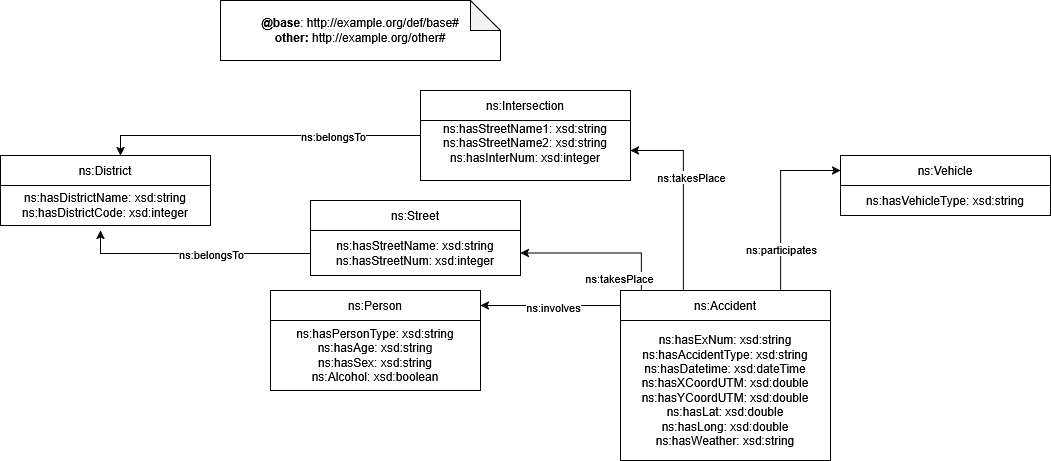 @base: http://example.org/def/base#
other: http://example.org/other#
ns:Intersection
ns:hasStreetName1: xsd:string
ns:hasStreetName2: xsd:string
ns:hasInterNum: xsd:integer
ns:belongsTo
ns:District
ns:hasDistrictName: xsd:string
ns:hasDistrictCode: xsd:integer
ns:takesPlace
ns:Vehicle
ns:hasVehicleType: xsd:string
ns:Street
ns:hasStreetName: xsd:string
ns:hasStreetNum: xsd:integer
ns:belongsTo
ns:participates
ns:takesPlace
ns:Person
ns:hasPersonType: xsd:string
ns:hasAge: xsd:string
ns:hasSex: xsd:string
ns:Alcohol: xsd:boolean
ns:involves
ns:Accident
ns:hasExNum: xsd:string
ns:hasAccidentType: xsd:string
ns:hasDatetime: xsd:dateTime
ns:hasXCoordUTM: xsd:double
ns:hasYCoordUTM: xsd:double
ns:hasLat: xsd:double
ns:hasLong: xsd:double
ns:hasWeather: xsd:string